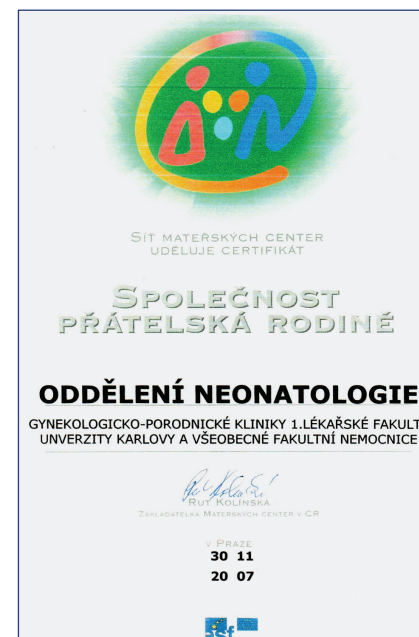 SÍŤ MATEŘSKÝCH CENTER
UDĚLUJE CERTIFIKÁT
SPOLEČNOST
PŘÁTELSKÁ RODINĚ
ODDĚLENÍ NEONATOLOGIE
GYNEKOLOGICKO-PORODNICKÉ KLINIKY 1.LÉKAŘSKÉ FAKULT
UNVERZITY KARLOVY A VŠEOBECNÉ FAKULTNÍ NEMOCNICE
RUT KOLÍNSKÁ
ZAKLADATELKA MATEŘSKÝCH CENTER V ČR
V PRAZE
30 11
20 07
esf